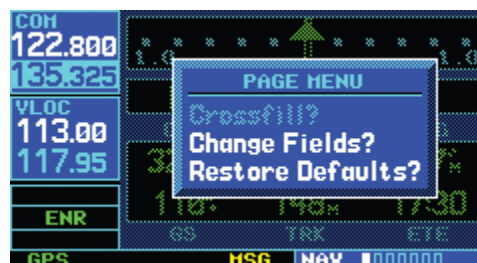 COM
122.800
135.325
VLOC
113.00
117.95
ENR
GPS
PAGE MENU
Crossfill?
Change Fields?
Restore Defaults?
GS TRK ETE
MSG NAV